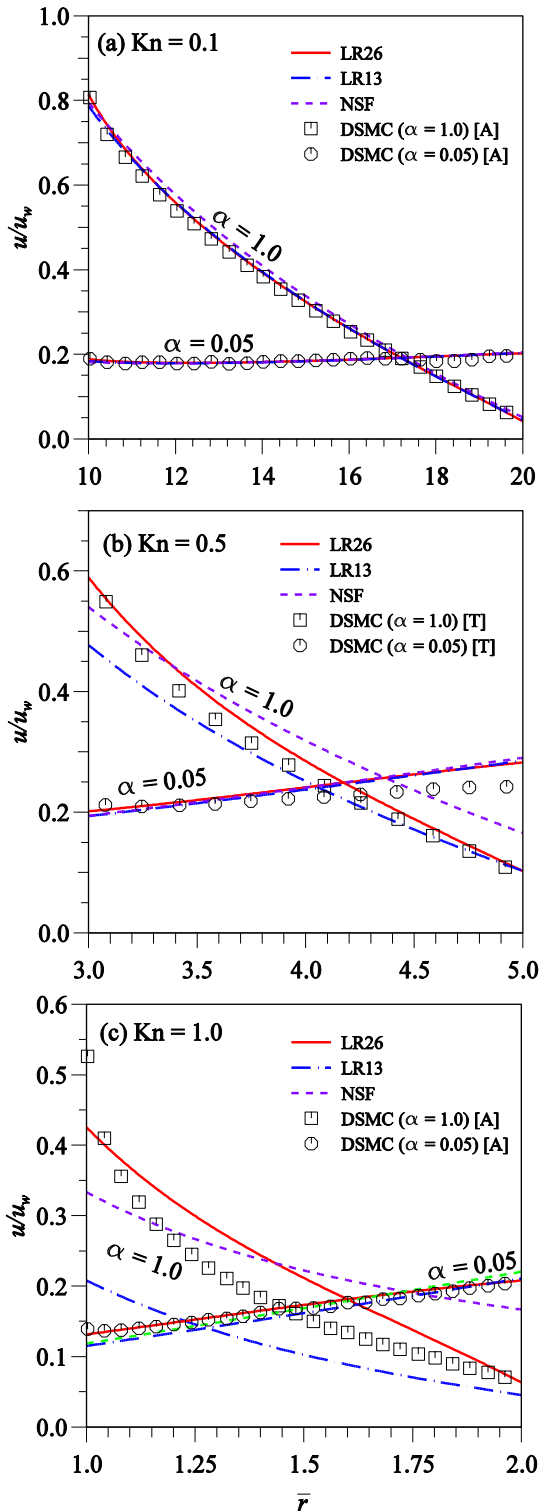 1.0
(a) Kn = 0.1
LR26
LR13
NSF
DSMC (α = 1.0) [A]
DSMC (α = 0.05) [A]
0.8
0.6
0.4
0.2
0.0
u/u_w
α = 1.0
α = 0.05
10 12 14 16 18 20
(b) Kn = 0.5
LR26
LR13
NSF
DSMC (α = 1.0) [T]
DSMC (α = 0.05) [T]
0.6
0.4
0.2
0.0
u/u_w
α = 1.0
α = 0.05
3.0 3.5 4.0 4.5 5.0
0.6
(c) Kn = 1.0
LR26
LR13
NSF
DSMC (α = 1.0) [A]
DSMC (α = 0.05) [A]
0.5
0.4
0.3
0.2
0.1
0.0
u/u_w
α = 1.0
α = 0.05
1.0 1.25 1.5 1.75 2.0
r̅